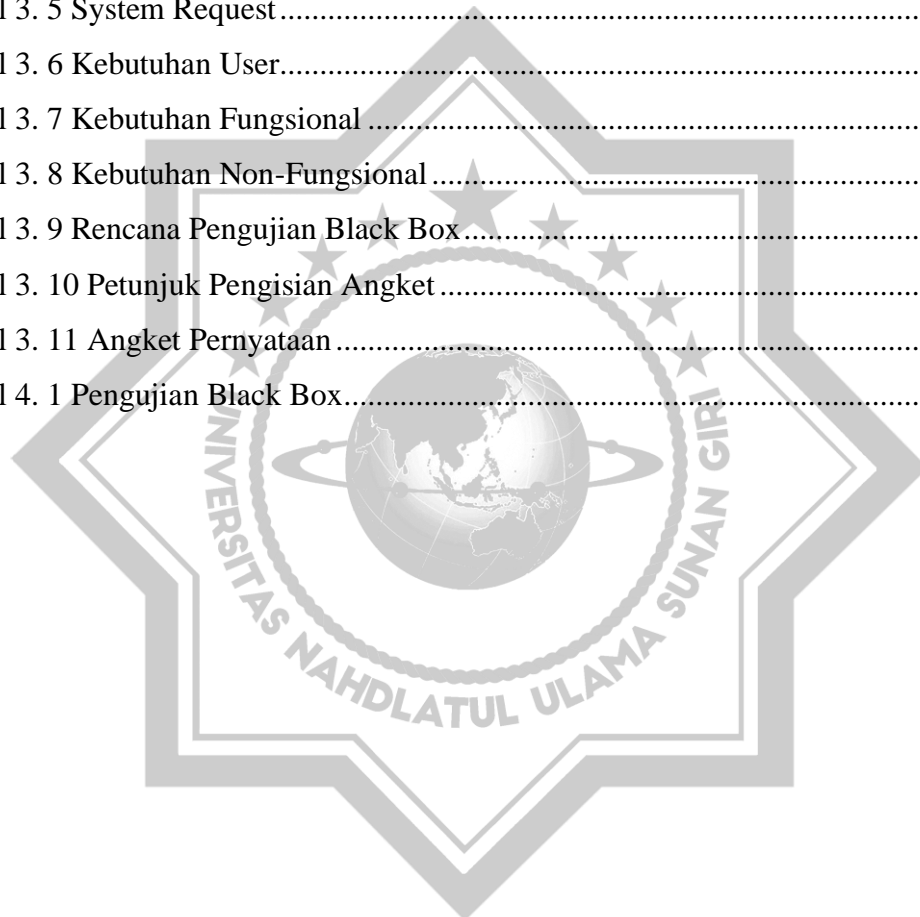 l 3. 5 System Request
l 3. 6 Kebutuhan User
l 3. 7 Kebutuhan Fungsional
l 3. 8 Kebutuhan Non-Fungsional
l 3. 9 Rencana Pengujian Black Box
l 3. 10 Petunjuk Pengisian Angket
l 3. 11 Angket Pernyataan
l 4. 1 Pengujian Black Box
UNIVERSITAS NAHDLATUL ULAMA SUNAN GIRI